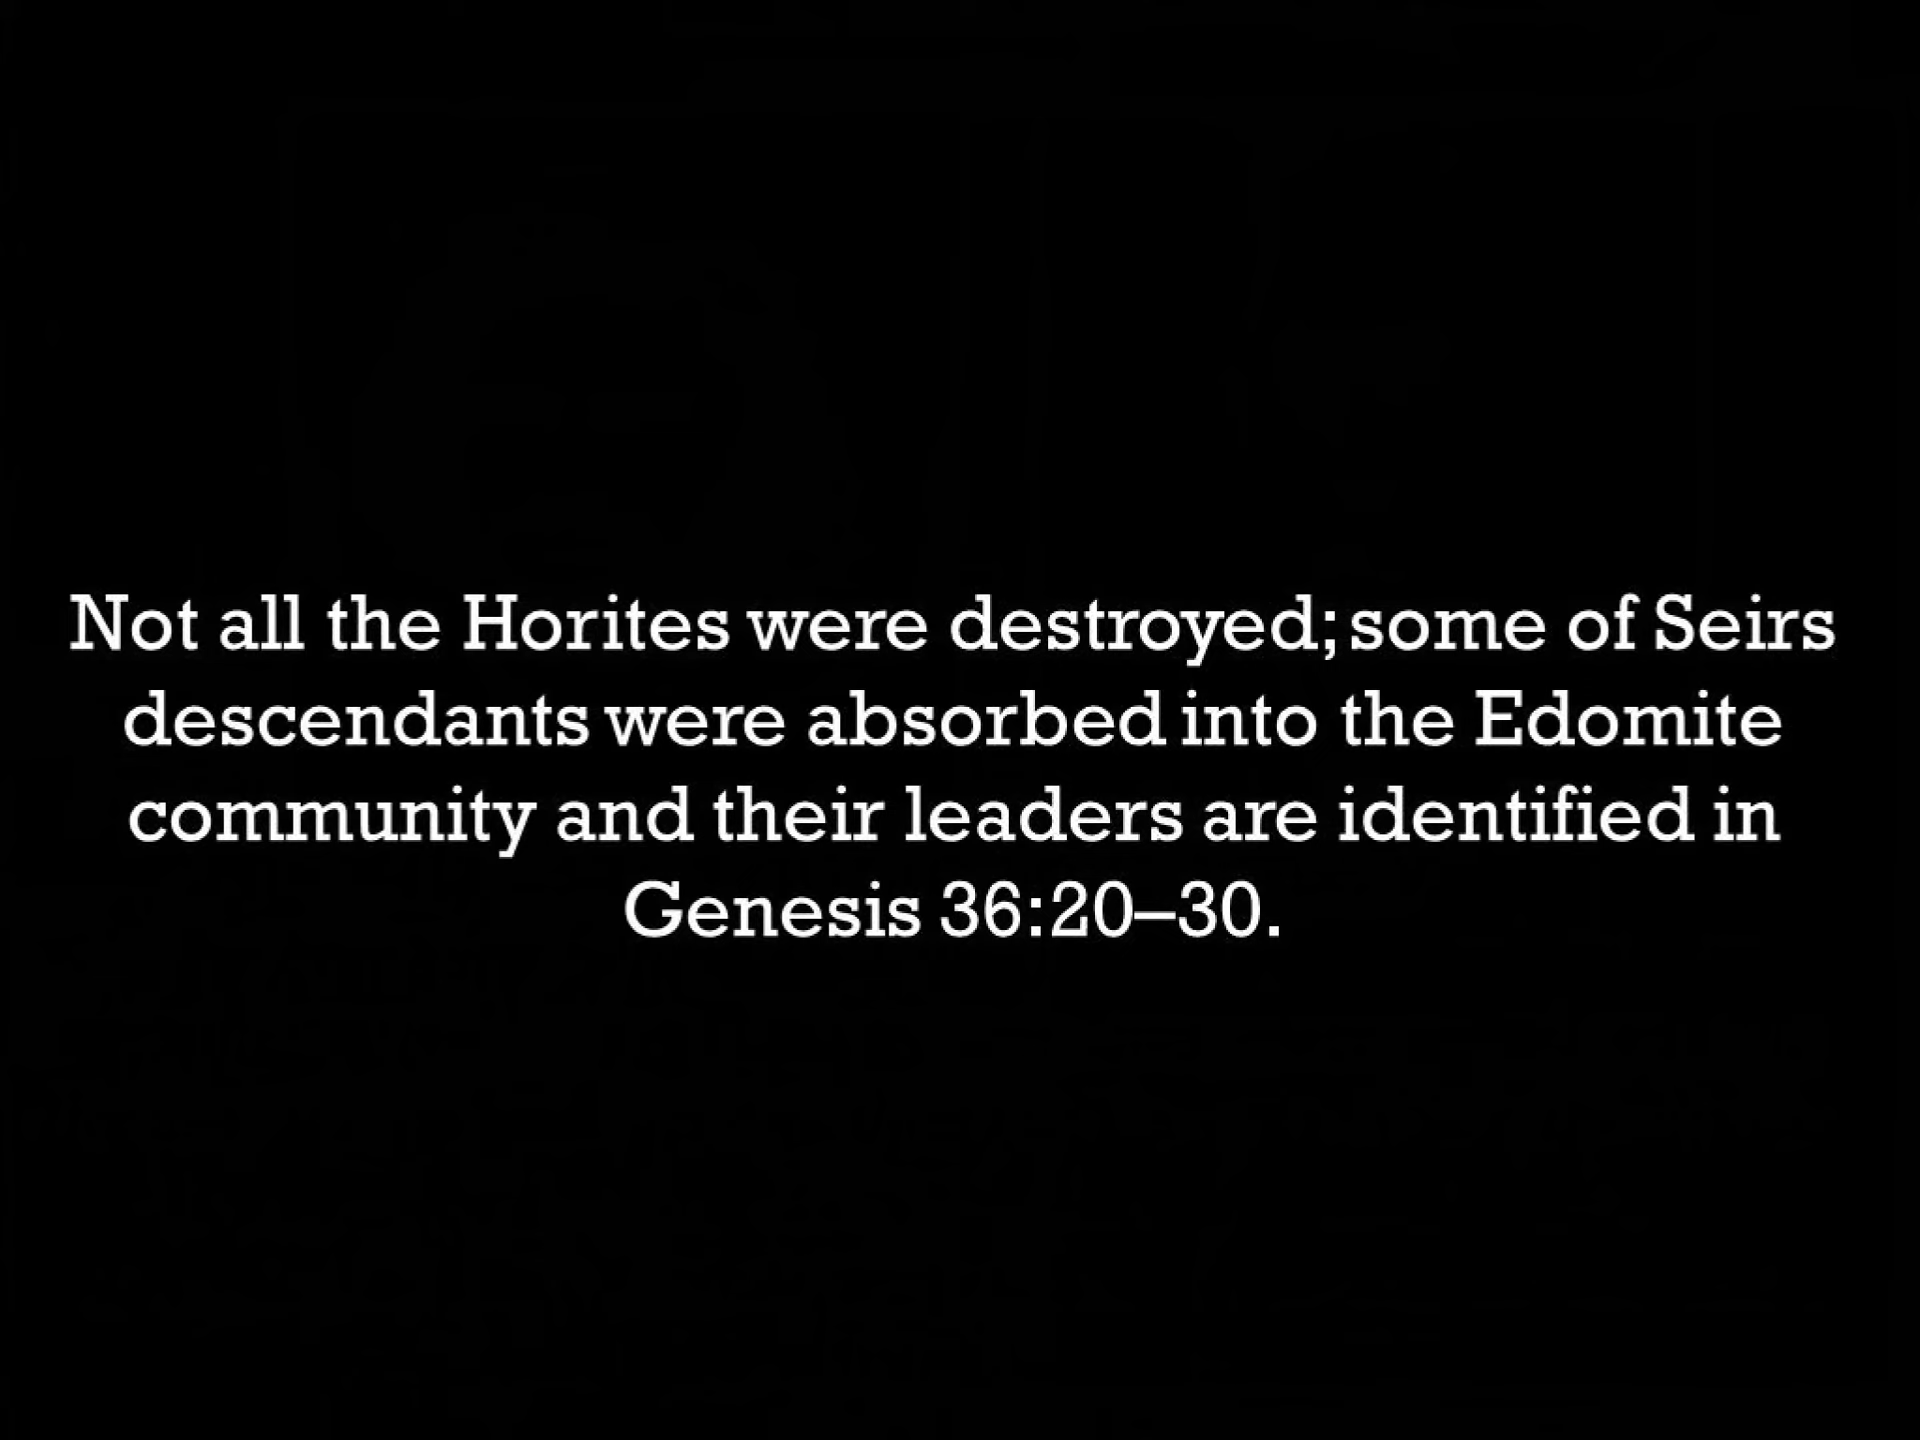 Not all the Horites were destroyed; some of Seirs
descendants were absorbed into the Edomite
community and their leaders are identified in
Genesis 36:20–30.